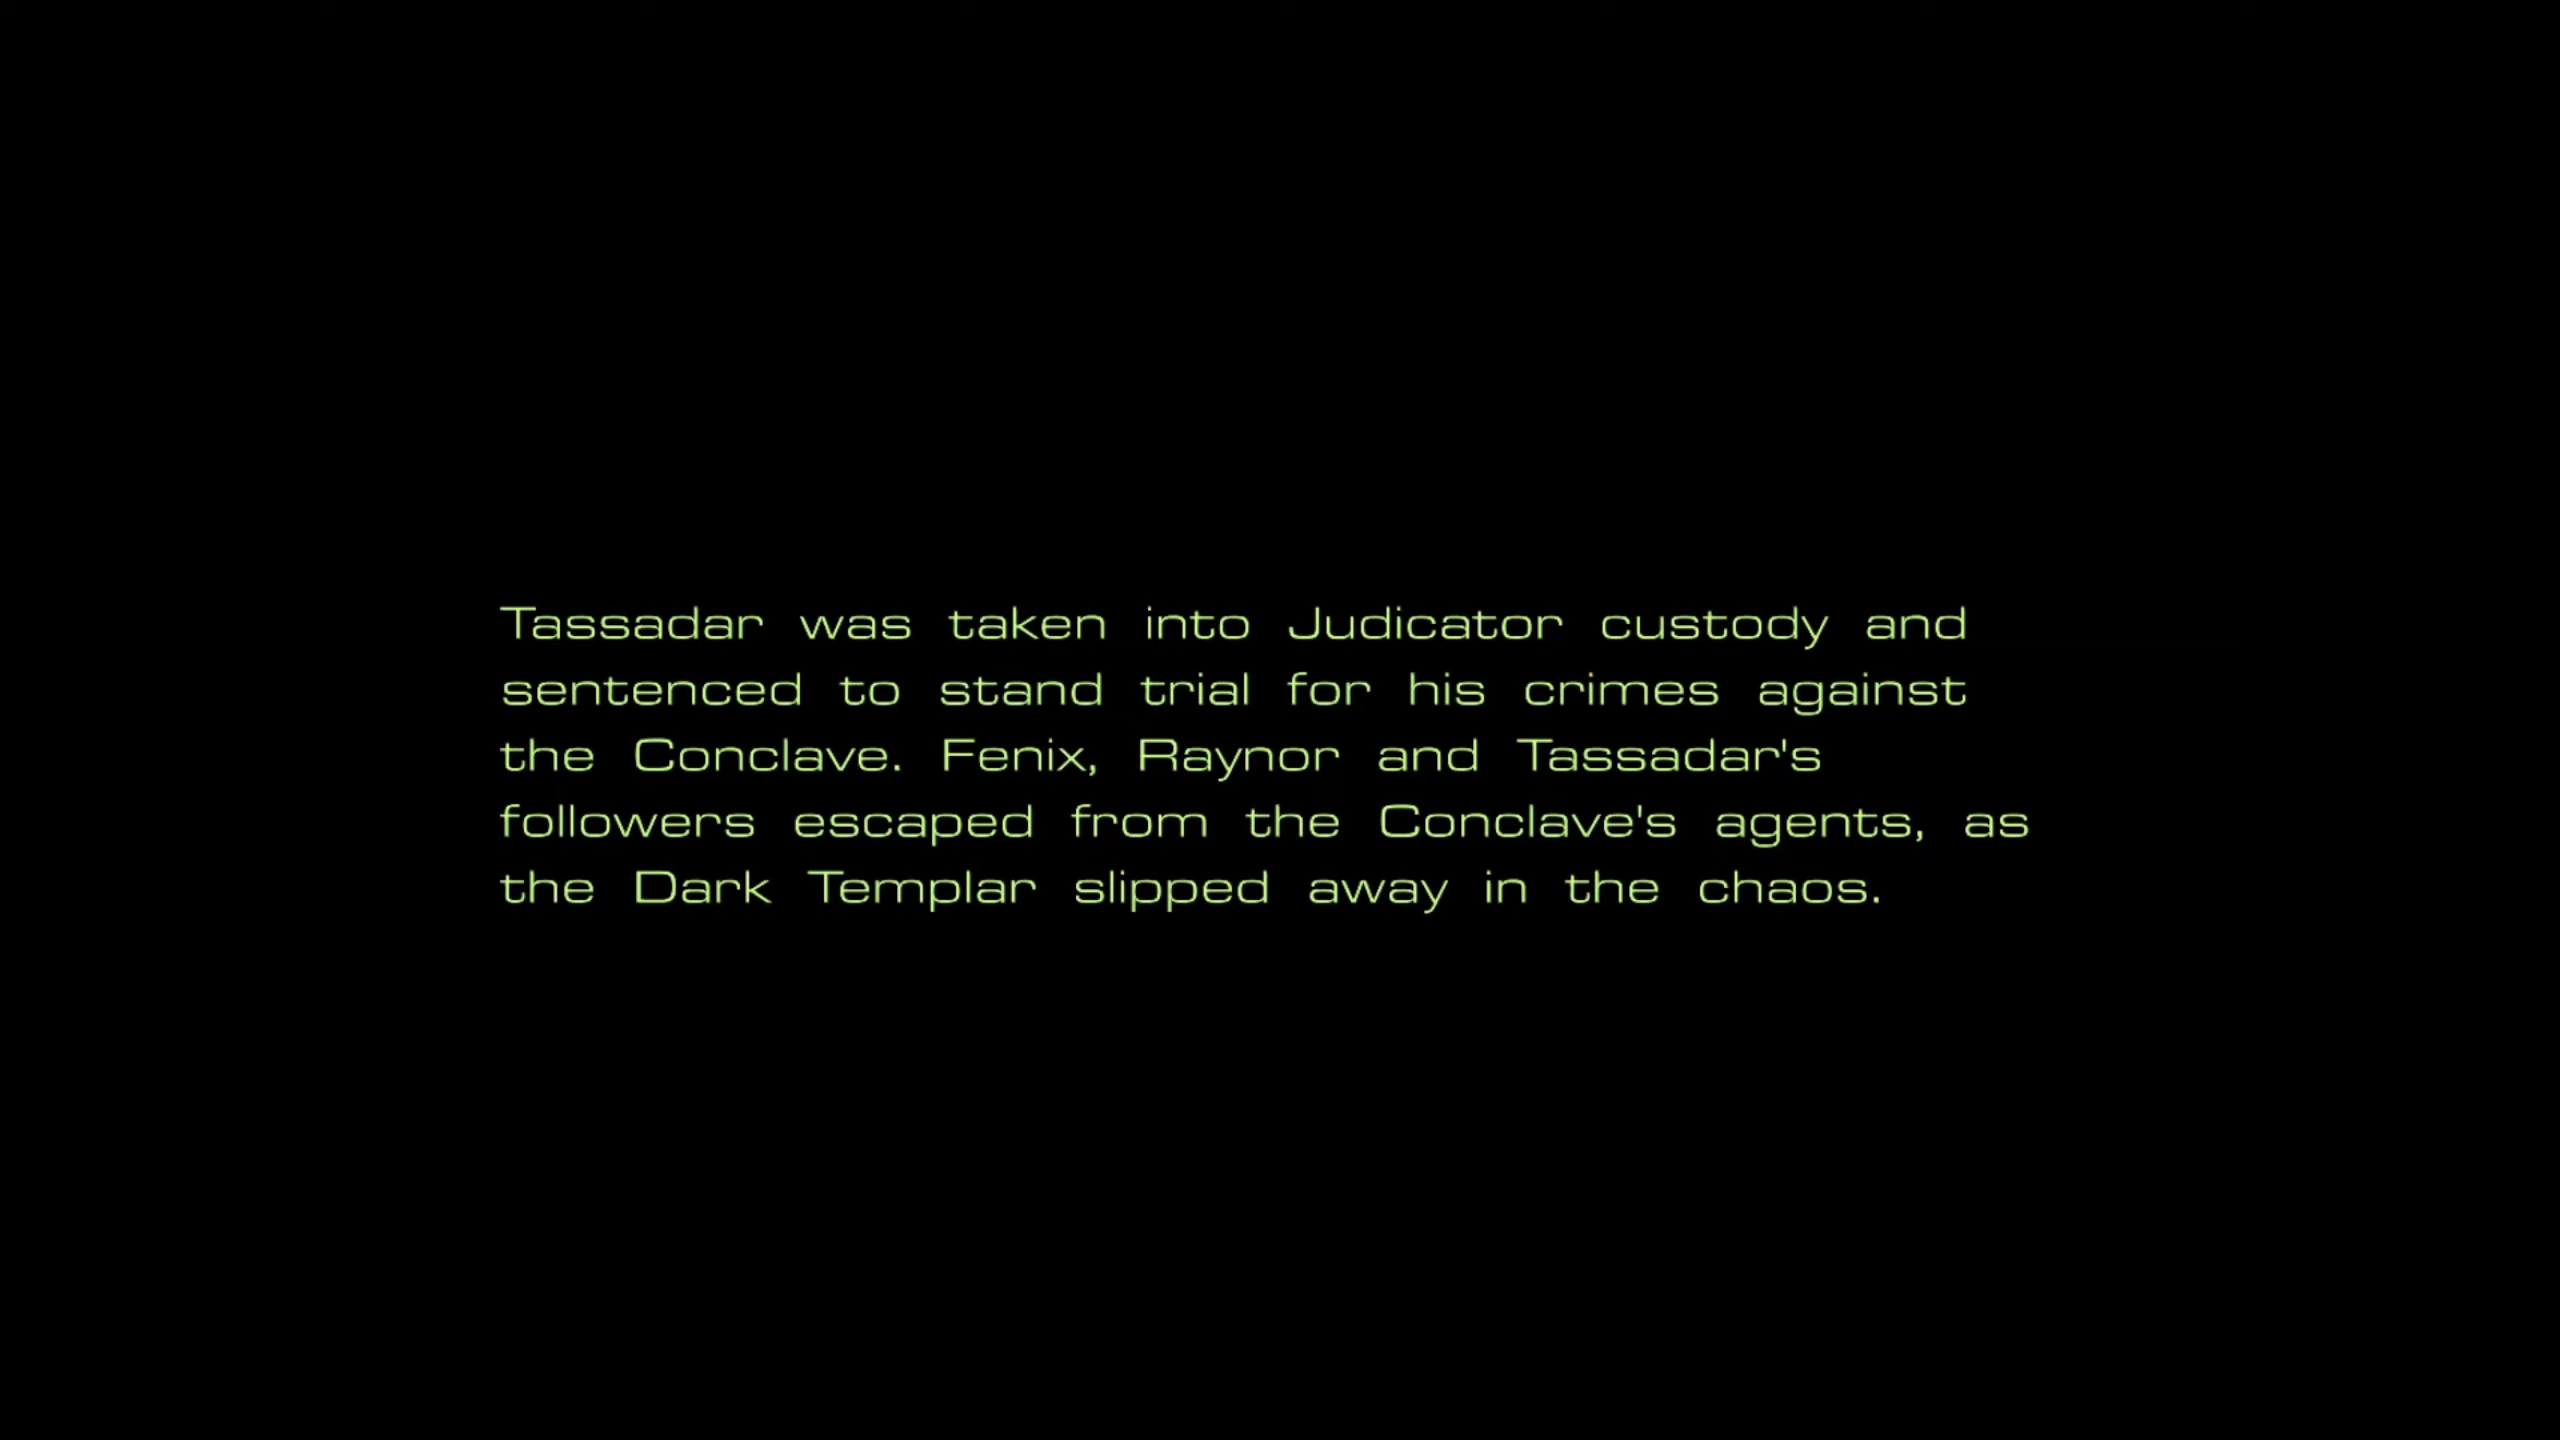 Tassadar was taken into Judicator custody and
sentenced to stand trial for his crimes against
the Conclave. Fenix, Raynor and Tassadar's
followers escaped from the Conclave's agents, as
the Dark Templar slipped away in the chaos.